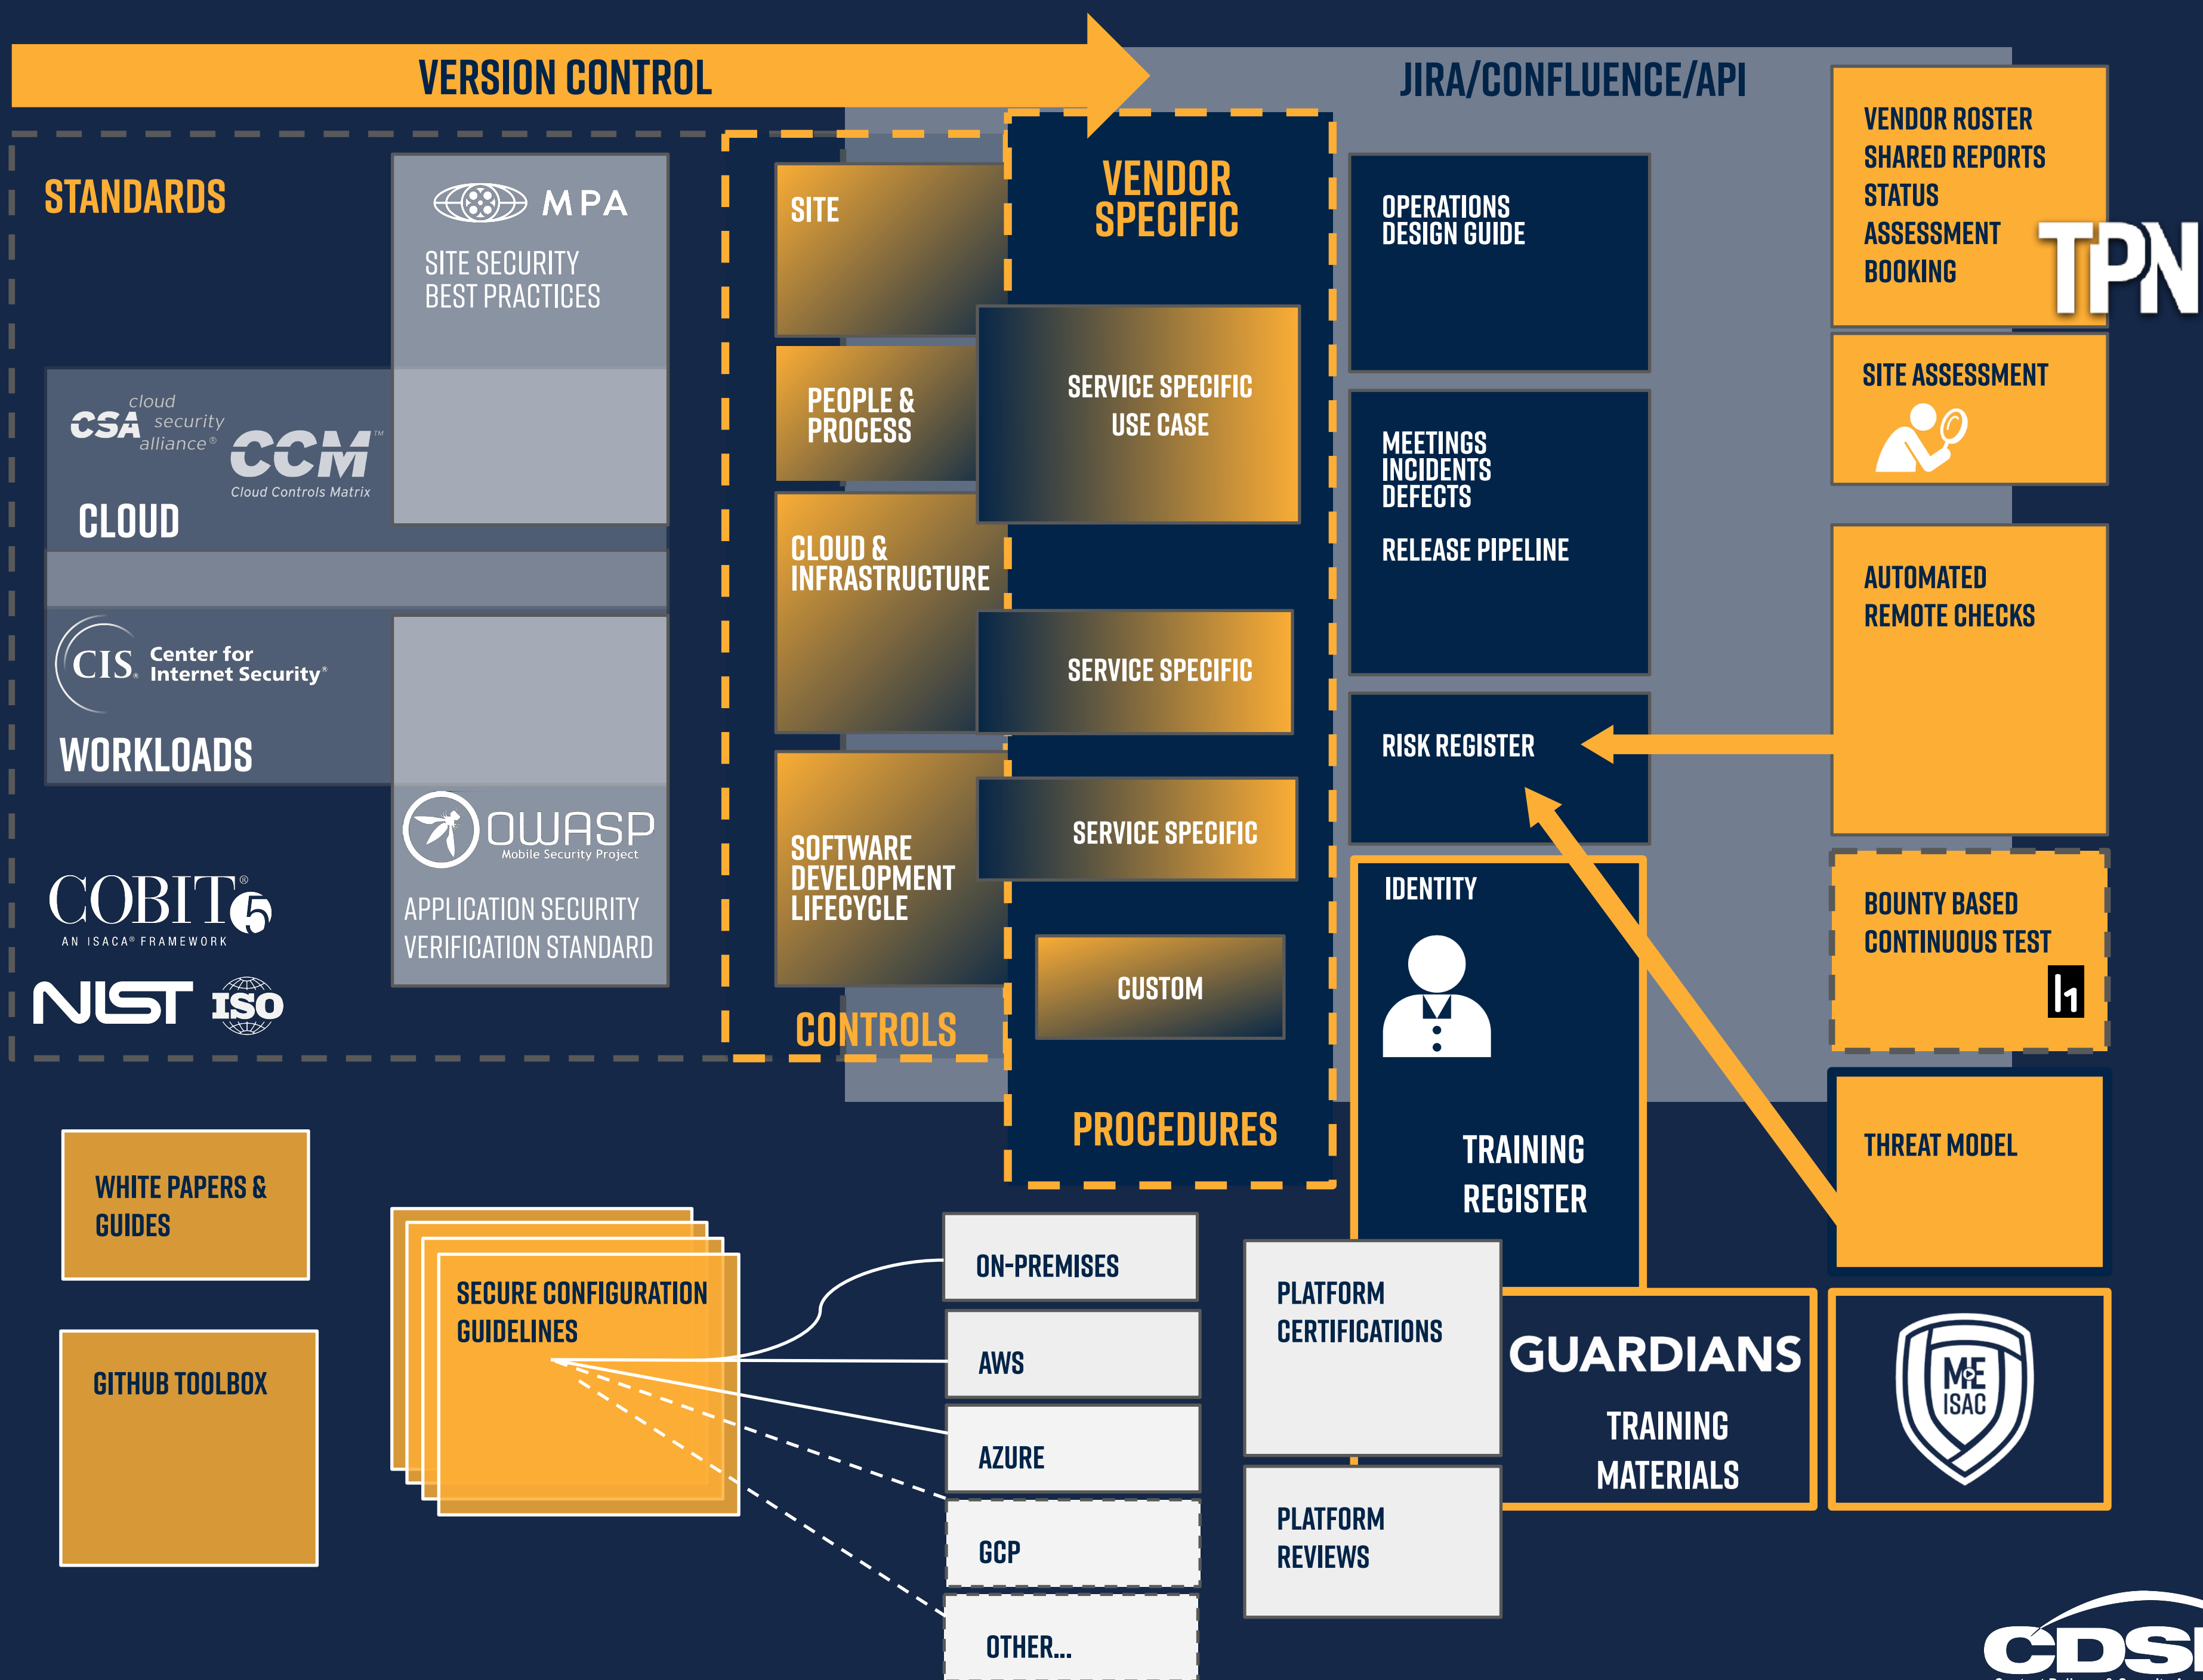 VERSION CONTROL
JIRA/CONFLUENCE/API
STANDARDS
MPA
SITE SECURITY
BEST PRACTICES
cloud
CSA security
alliance®
CCM™
Cloud Controls Matrix
CLOUD
CIS® Center for
Internet Security®
WORKLOADS
OWASP
Mobile Security Project
APPLICATION SECURITY
VERIFICATION STANDARD
COBIT® 5
AN ISACA® FRAMEWORK
NIST
ISO
SITE
PEOPLE &
PROCESS
CLOUD &
INFRASTRUCTURE
SOFTWARE
DEVELOPMENT
LIFECYCLE
CONTROLS
VENDOR
SPECIFIC
SERVICE SPECIFIC
USE CASE
SERVICE SPECIFIC
SERVICE SPECIFIC
CUSTOM
PROCEDURES
OPERATIONS
DESIGN GUIDE
MEETINGS
INCIDENTS
DEFECTS
RELEASE PIPELINE
RISK REGISTER
IDENTITY
TRAINING
REGISTER
VENDOR ROSTER
SHARED REPORTS
STATUS
ASSESSMENT
BOOKING
TPN
SITE ASSESSMENT
AUTOMATED
REMOTE CHECKS
BOUNTY BASED
CONTINUOUS TEST
h1
THREAT MODEL
WHITE PAPERS &
GUIDES
GITHUB TOOLBOX
SECURE CONFIGURATION
GUIDELINES
ON-PREMISES
AWS
AZURE
GCP
OTHER...
PLATFORM
CERTIFICATIONS
PLATFORM
REVIEWS
GUARDIANS
TRAINING
MATERIALS
ME
ISAC
CDS